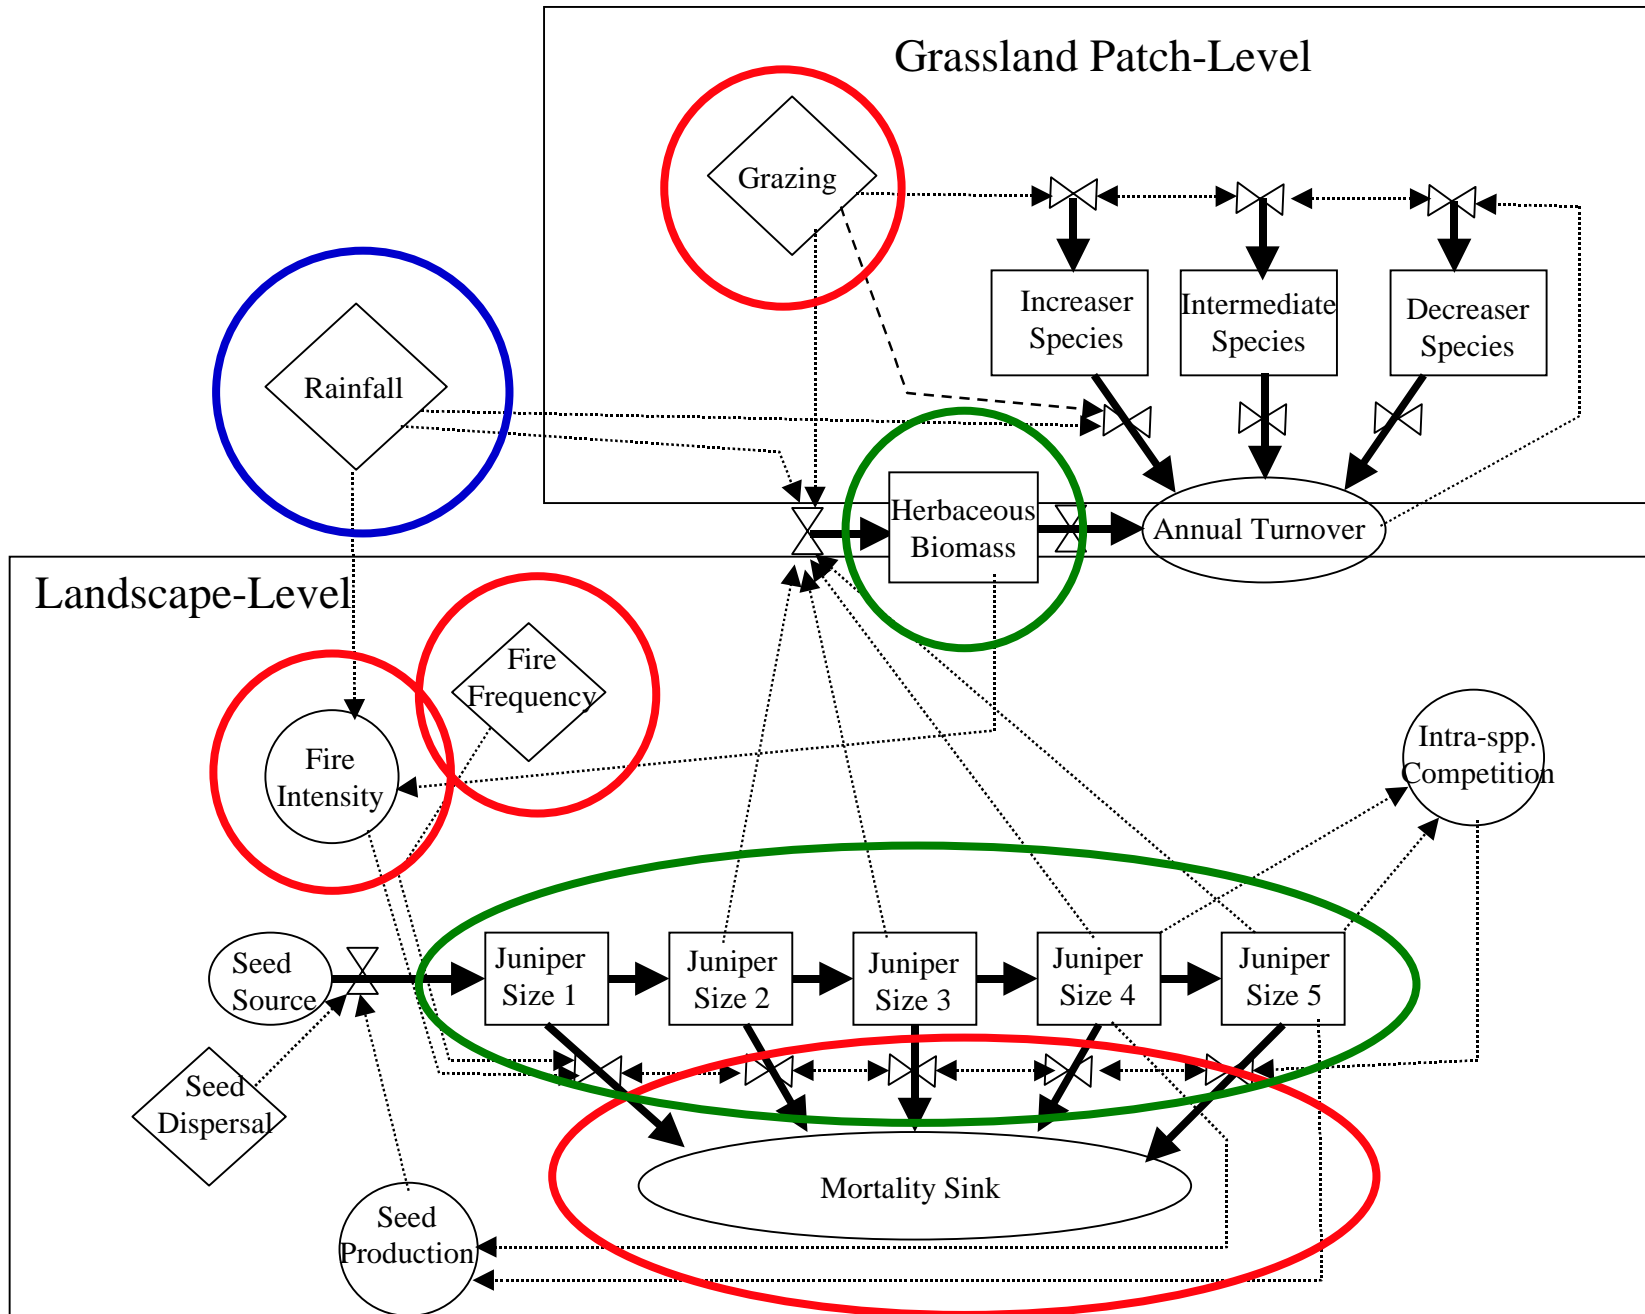 Grassland Patch-Level
Grazing
Increaser
Species
Intermediate
Species
Decreaser
Species
Rainfall
Herbaceous
Biomass
Annual Turnover
Landscape-Level
Fire
Frequency
Fire
Intensity
Intra-spp.
Competition
Seed
Source
Juniper
Size 1
Juniper
Size 2
Juniper
Size 3
Juniper
Size 4
Juniper
Size 5
Seed
Dispersal
Mortality Sink
Seed
Production